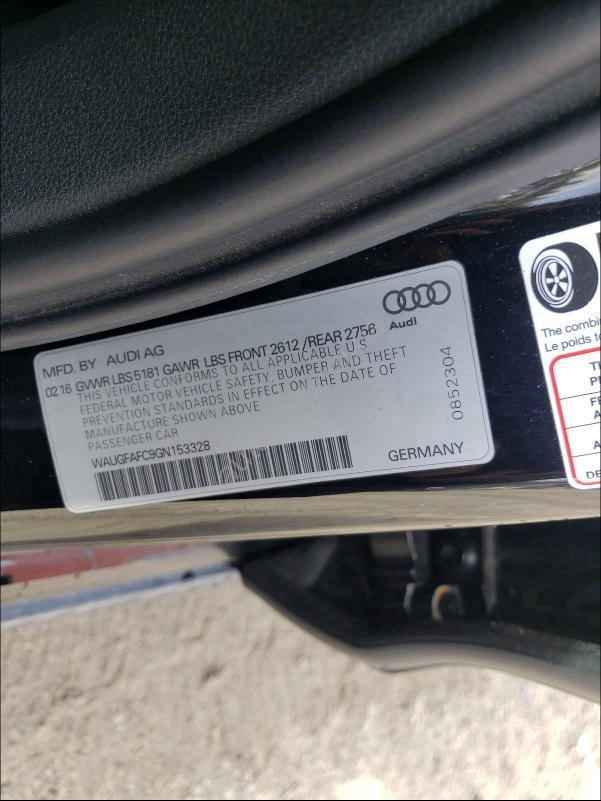 MFD. BY AUDI AG
Audi
02 16 GVWR LBS 5181 GAWR LBS FRONT 2612 / REAR 2756
THIS VEHICLE CONFORMS TO ALL APPLICABLE U.S.
FEDERAL MOTOR VEHICLE SAFETY, BUMPER AND THEFT
PREVENTION STANDARDS IN EFFECT ON THE DATE OF
MANUFACTURE SHOWN ABOVE
PASSENGER CAR
0852304
WAUGFAFC9GN153328
GERMANY
The combin
Le poids to